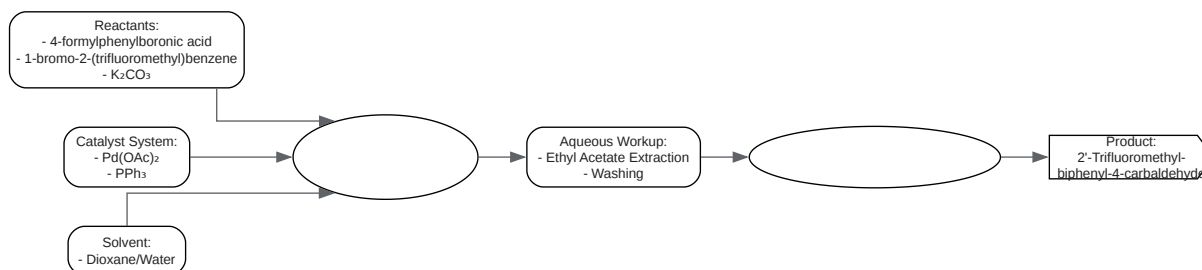 Reactants:
- 4-formylphenylboronic acid
- 1-bromo-2-(trifluoromethyl)benzene
- K₂CO₃
Catalyst System:
- Pd(OAc)₂
- PPh₃
Solvent:
- Dioxane/Water
Aqueous Workup:
- Ethyl Acetate Extraction
- Washing
Product:
2'-Trifluoromethyl-
biphenyl-4-carbaldehyde